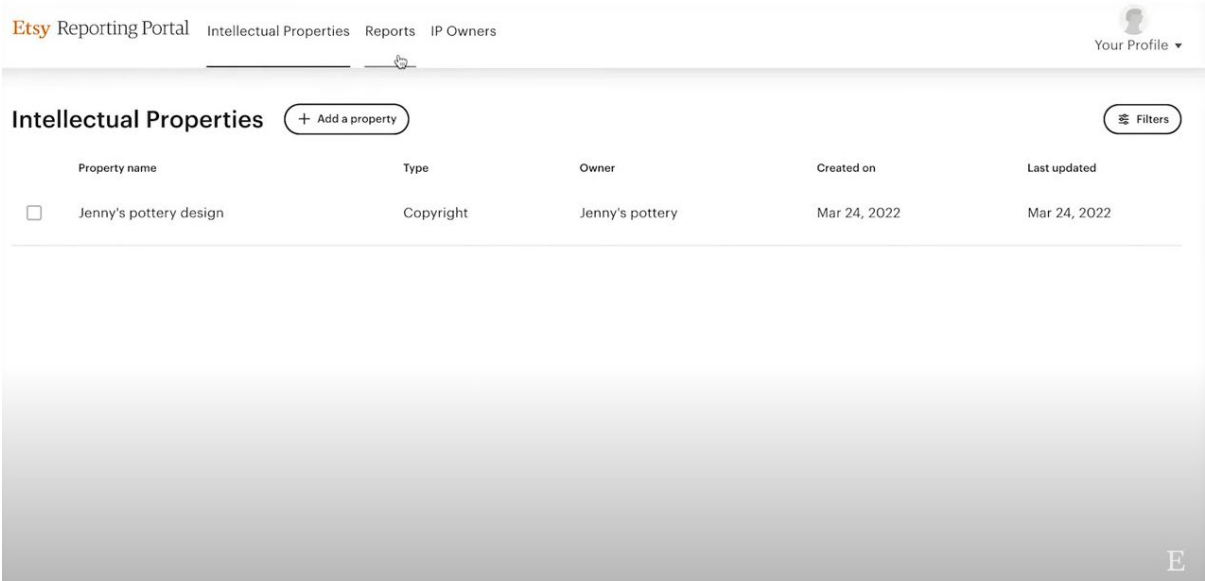 Etsy Reporting Portal Intellectual Properties Reports IP Owners
Your Profile
Intellectual Properties + Add a property Filters
Property name Type Owner Created on Last updated
Jenny's pottery design Copyright Jenny's pottery Mar 24, 2022 Mar 24, 2022
E